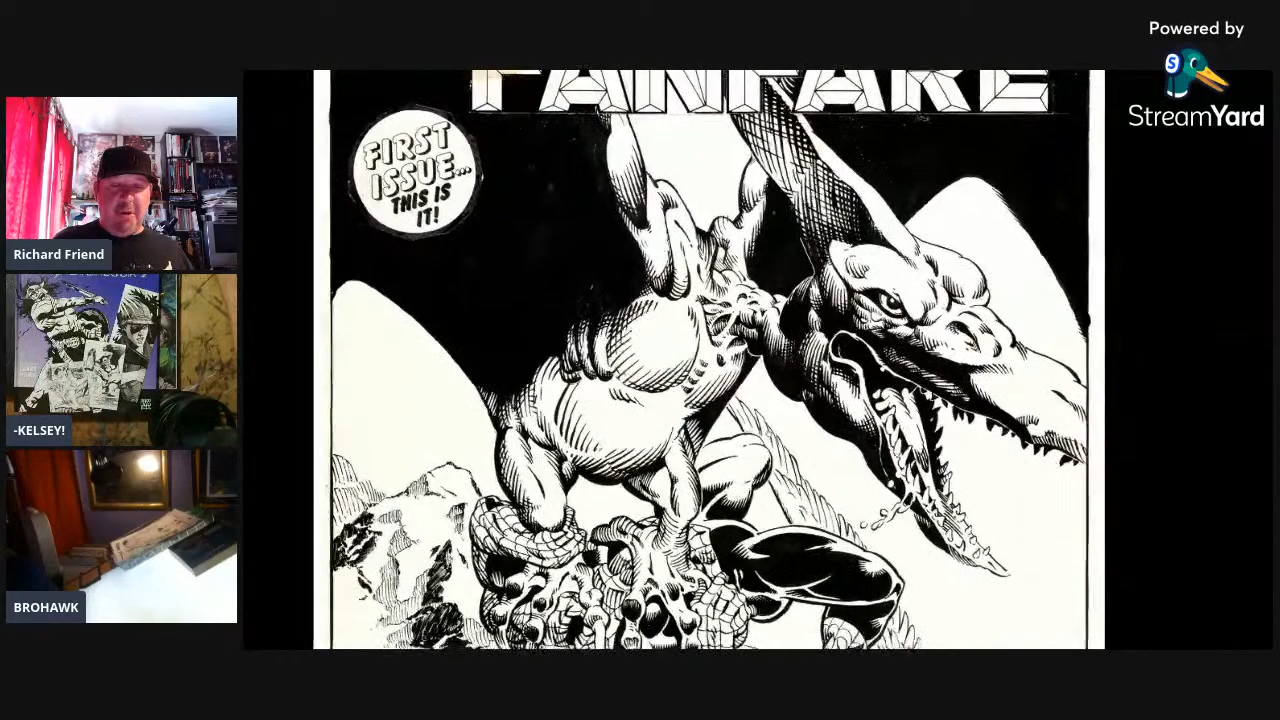 Powered by
S
StreamYard
FANFARE
FIRST
ISSUE...
THIS IS
IT!
Richard Friend
-KELSEY!
BROHAWK